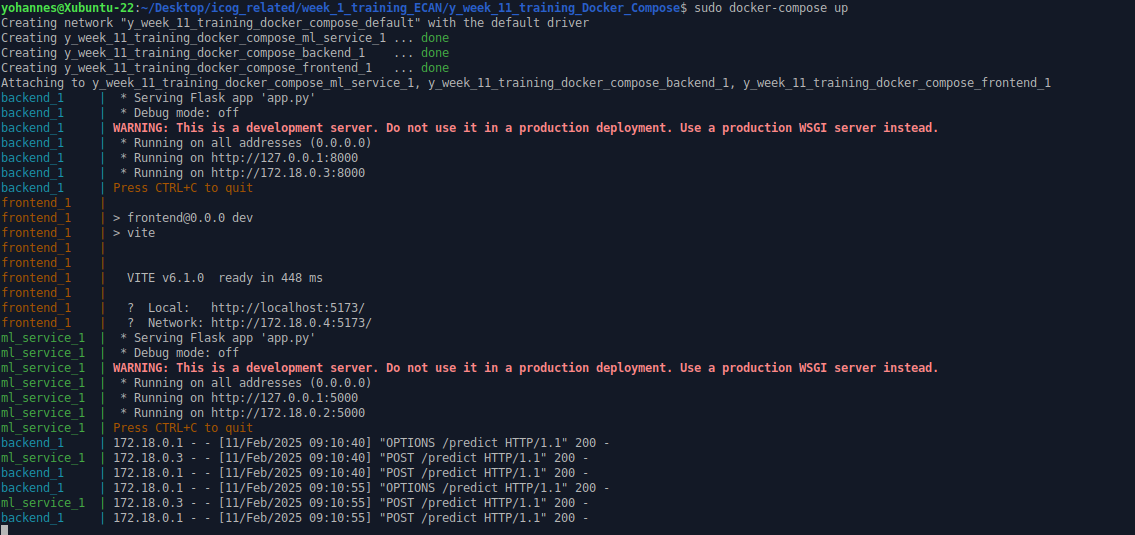 yohannes@Xubuntu-22:~/Desktop/icog_related/week_1_training_ECAN/y_week_11_training_Docker_Compose$ sudo docker-compose up
Creating network "y_week_11_training_docker_compose_default" with the default driver
Creating y_week_11_training_docker_compose_ml_service_1 ... done
Creating y_week_11_training_docker_compose_backend_1    ... done
Creating y_week_11_training_docker_compose_frontend_1   ... done
Attaching to y_week_11_training_docker_compose_ml_service_1, y_week_11_training_docker_compose_backend_1, y_week_11_training_docker_compose_frontend_1
backend_1     |  * Serving Flask app 'app.py'
backend_1     |  * Debug mode: off
backend_1     | WARNING: This is a development server. Do not use it in a production deployment. Use a production WSGI server instead.
backend_1     |  * Running on all addresses (0.0.0.0)
backend_1     |  * Running on http://127.0.0.1:8000
backend_1     |  * Running on http://172.18.0.3:8000
backend_1     | Press CTRL+C to quit
frontend_1    |
frontend_1    | > frontend@0.0.0 dev
frontend_1    | > vite
frontend_1    |
frontend_1    |
frontend_1    |   VITE v6.1.0  ready in 448 ms
frontend_1    |
frontend_1    |   ?  Local:   http://localhost:5173/
frontend_1    |   ?  Network: http://172.18.0.4:5173/
ml_service_1  |  * Serving Flask app 'app.py'
ml_service_1  |  * Debug mode: off
ml_service_1  | WARNING: This is a development server. Do not use it in a production deployment. Use a production WSGI server instead.
ml_service_1  |  * Running on all addresses (0.0.0.0)
ml_service_1  |  * Running on http://127.0.0.1:5000
ml_service_1  |  * Running on http://172.18.0.2:5000
ml_service_1  | Press CTRL+C to quit
backend_1     | 172.18.0.1 - - [11/Feb/2025 09:10:40] "OPTIONS /predict HTTP/1.1" 200 -
ml_service_1  | 172.18.0.3 - - [11/Feb/2025 09:10:40] "POST /predict HTTP/1.1" 200 -
backend_1     | 172.18.0.1 - - [11/Feb/2025 09:10:40] "POST /predict HTTP/1.1" 200 -
backend_1     | 172.18.0.1 - - [11/Feb/2025 09:10:55] "OPTIONS /predict HTTP/1.1" 200 -
ml_service_1  | 172.18.0.3 - - [11/Feb/2025 09:10:55] "POST /predict HTTP/1.1" 200 -
backend_1     | 172.18.0.1 - - [11/Feb/2025 09:10:55] "POST /predict HTTP/1.1" 200 -